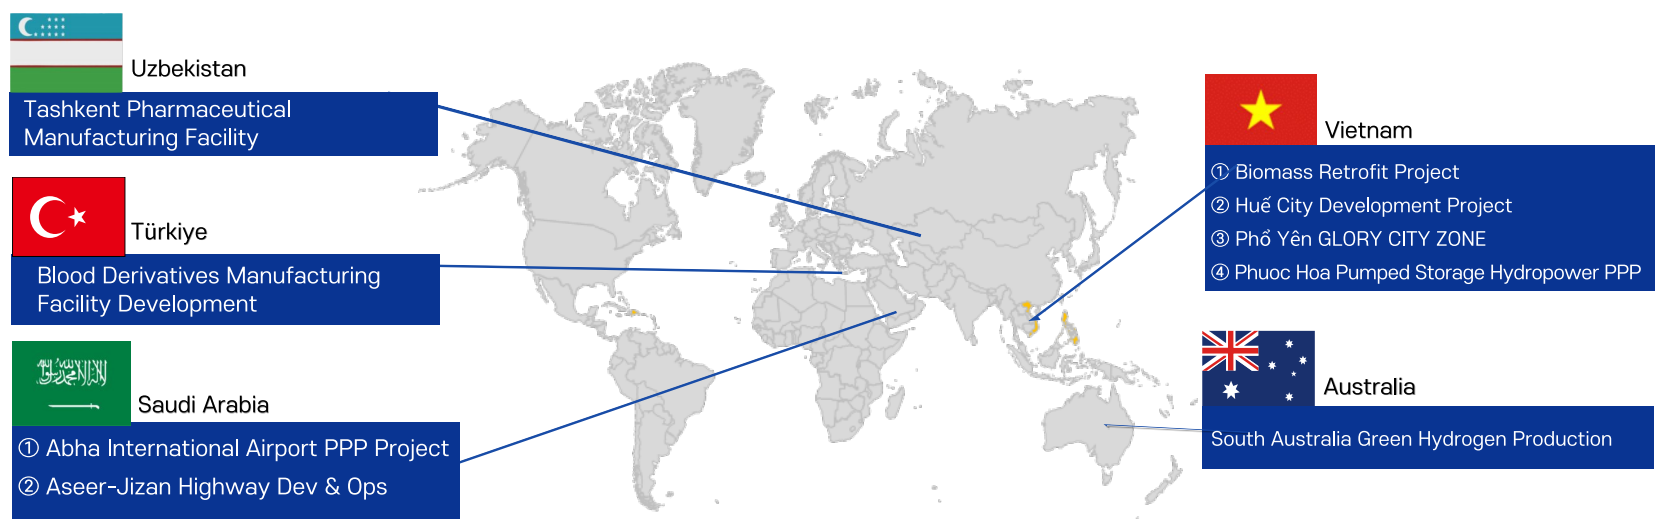 Uzbekistan
Tashkent Pharmaceutical
Manufacturing Facility
Türkiye
Blood Derivatives Manufacturing
Facility Development
Saudi Arabia
① Abha International Airport PPP Project
② Aseer-Jizan Highway Dev & Ops
Vietnam
① Biomass Retrofit Project
② Huế City Development Project
③ Phổ Yên GLORY CITY ZONE
④ Phuoc Hoa Pumped Storage Hydropower PPP
Australia
South Australia Green Hydrogen Production